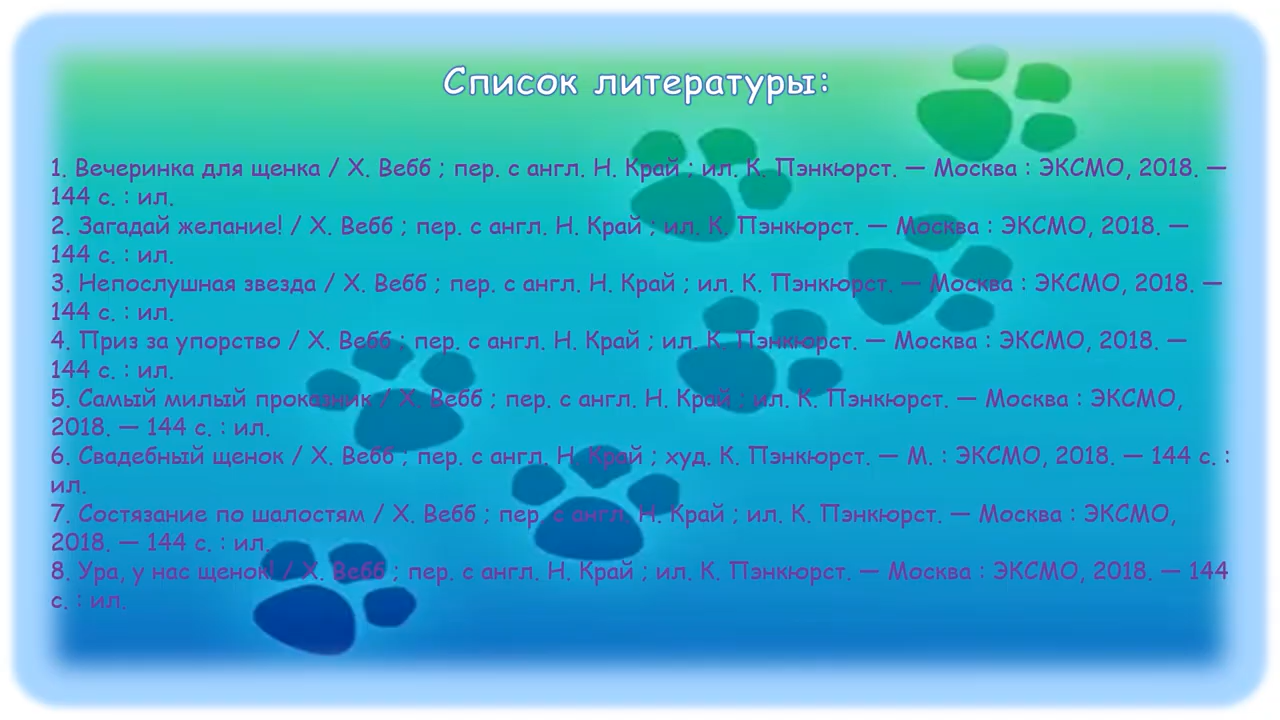 Список литературы:
1. Вечеринка для щенка / Х. Вебб ; пер. с англ. Н. Край ; ил. К. Пэнкюрст. — Москва : ЭКСМО, 2018. —
144 с. : ил.
2. Загадай желание! / Х. Вебб ; пер. с англ. Н. Край ; ил. К. Пэнкюрст. — Москва : ЭКСМО, 2018. —
144 с. : ил.
3. Непослушная звезда / Х. Вебб ; пер. с англ. Н. Край ; ил. К. Пэнкюрст. — Москва : ЭКСМО, 2018. —
144 с. : ил.
4. Приз за упорство / Х. Вебб ; пер. с англ. Н. Край ; ил. К. Пэнкюрст. — Москва : ЭКСМО, 2018. —
144 с. : ил.
5. Самый милый проказник / Х. Вебб ; пер. с англ. Н. Край ; ил. К. Пэнкюрст. — Москва : ЭКСМО,
2018. — 144 с. : ил.
6. Свадебный щенок / Х. Вебб ; пер. с англ. Н. Край ; худ. К. Пэнкюрст. — М. : ЭКСМО, 2018. — 144 с. :
ил.
7. Состязание по шалостям / Х. Вебб ; пер. с англ. Н. Край ; ил. К. Пэнкюрст. — Москва : ЭКСМО,
2018. — 144 с. : ил.
8. Ура, у нас щенок! / Х. Вебб ; пер. с англ. Н. Край ; ил. К. Пэнкюрст. — Москва : ЭКСМО, 2018. — 144
с. : ил.